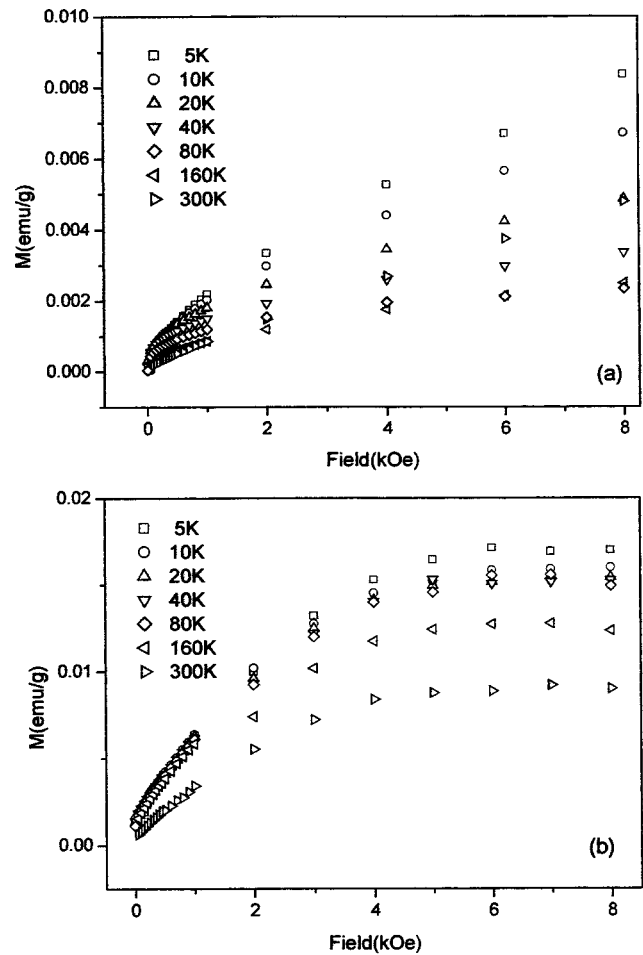 0.010
0.008
0.006
0.004
0.002
0.000
M(emu/g)
5K
10K
20K
40K
80K
160K
300K
(a)
0 2 4 6 8
Field(kOe)
0.02
0.01
0.00
M(emu/g)
5K
10K
20K
40K
80K
160K
300K
(b)
0 2 4 6 8
Field(kOe)